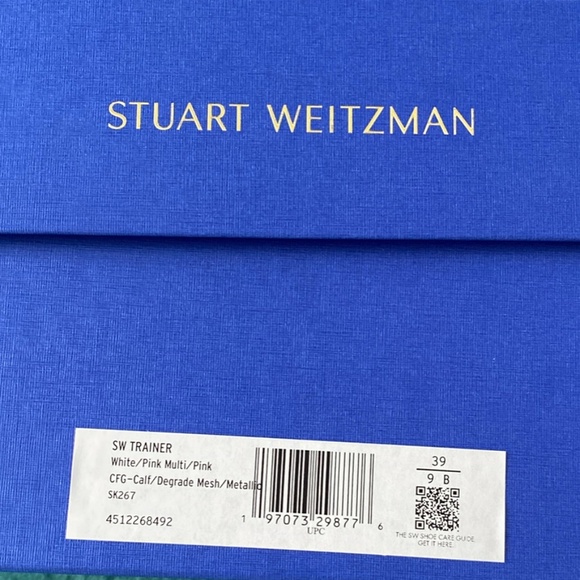 STUART WEITZMAN
SW TRAINER
White/Pink Multi/Pink
CFG-Calf/Degrade Mesh/Metallic
SK267
4512268492
1 97073 29877 6
UPC
39
9 B
THE SW SHOE CARE GUIDE.
GET IT HERE.